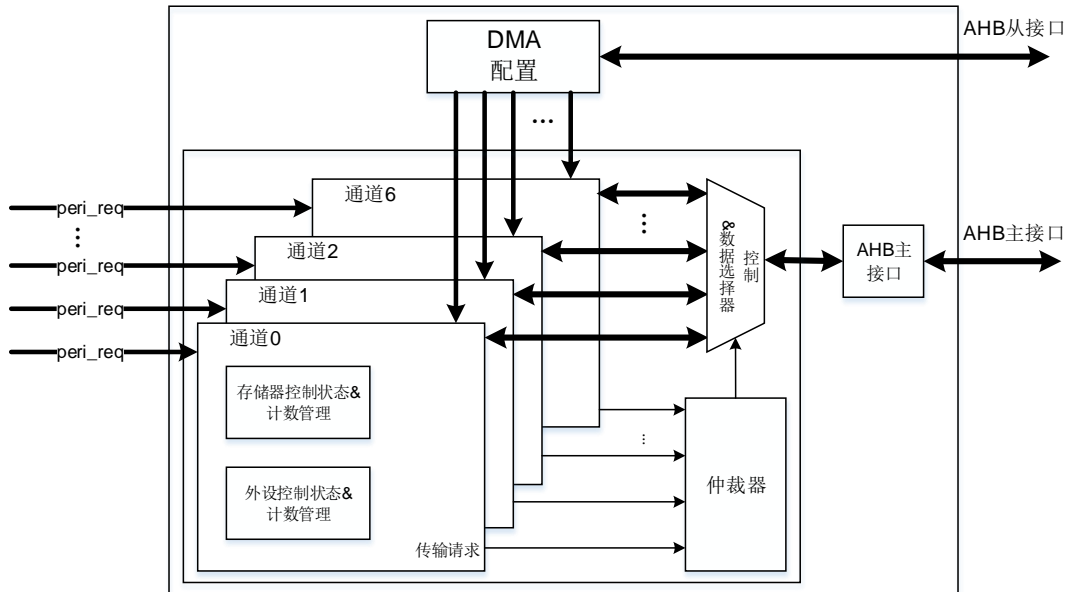 DMA
配置
AHB从接口
...
通道6
peri_req
...
...
通道2
peri_req
通道1
peri_req
通道0
peri_req
控制
&数据选择器
AHB主
接口
AHB主接口
存储器控制状态&
计数管理
...
外设控制状态&
计数管理
仲裁器
传输请求